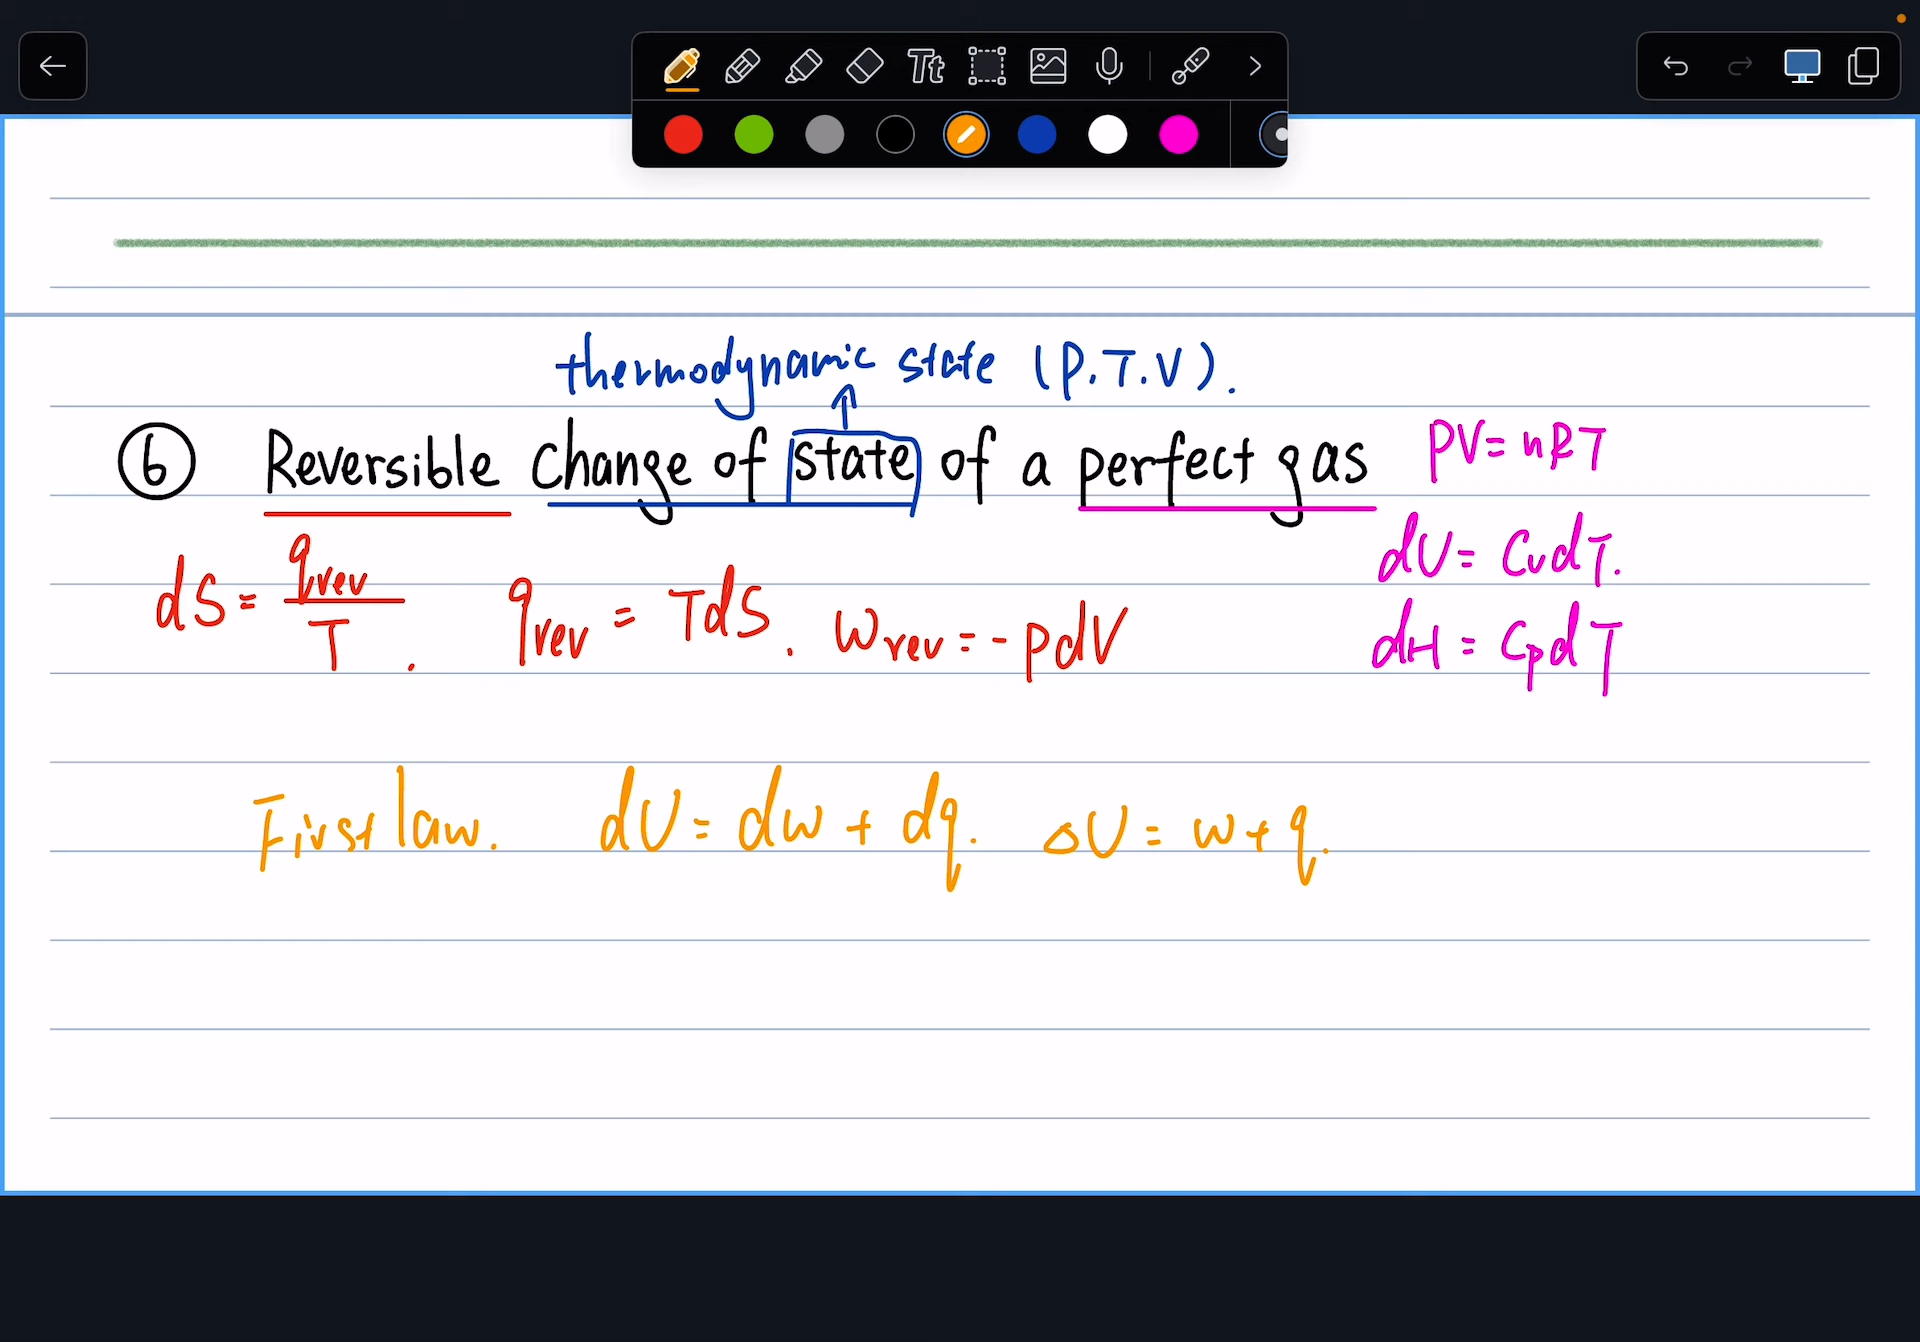 Tt
thermodynamic state (P.T.V).
⑥ Reversible change of state of a perfect gas PV = nRT
dU = CvdT.
dS = qrev/T . qrev = TdS. wrev = -pdV
dH = CpdT
First law. dU = dw + dq. ΔU = w + q.